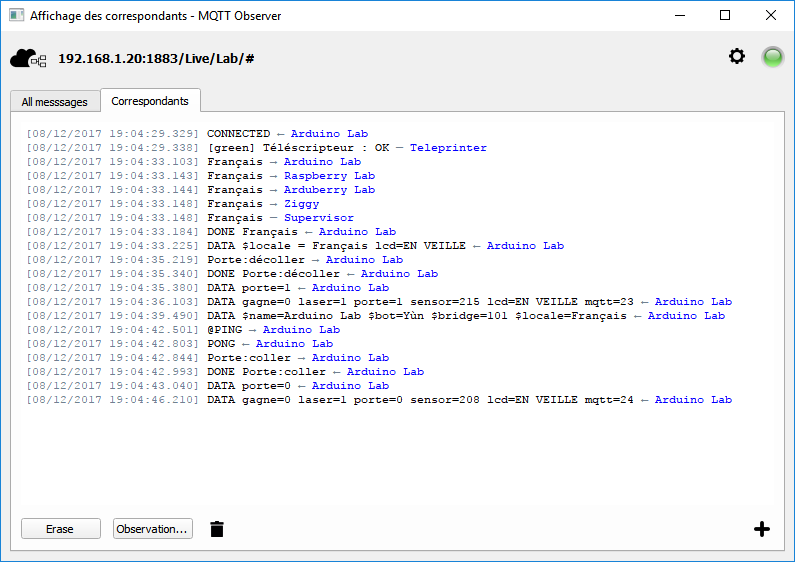 Affichage des correspondants - MQTT Observer
192.168.1.20:1883/Live/Lab/#
All messsages
Correspondants
[08/12/2017 19:04:29.329] CONNECTED ← Arduino Lab
[08/12/2017 19:04:29.338] [green] Téléscripteur : OK — Teleprinter
[08/12/2017 19:04:33.103] Français → Arduino Lab
[08/12/2017 19:04:33.143] Français → Raspberry Lab
[08/12/2017 19:04:33.144] Français → Arduberry Lab
[08/12/2017 19:04:33.148] Français → Ziggy
[08/12/2017 19:04:33.148] Français — Supervisor
[08/12/2017 19:04:33.184] DONE Français ← Arduino Lab
[08/12/2017 19:04:33.225] DATA $locale = Français lcd=EN VEILLE ← Arduino Lab
[08/12/2017 19:04:35.219] Porte:décoller → Arduino Lab
[08/12/2017 19:04:35.340] DONE Porte:décoller ← Arduino Lab
[08/12/2017 19:04:35.380] DATA porte=1 ← Arduino Lab
[08/12/2017 19:04:36.103] DATA gagne=0 laser=1 porte=1 sensor=215 lcd=EN VEILLE mqtt=23 ← Arduino Lab
[08/12/2017 19:04:39.490] DATA $name=Arduino Lab $bot=Yùn $bridge=101 $locale=Français ← Arduino Lab
[08/12/2017 19:04:42.501] @PING → Arduino Lab
[08/12/2017 19:04:42.803] PONG ← Arduino Lab
[08/12/2017 19:04:42.844] Porte:coller → Arduino Lab
[08/12/2017 19:04:42.993] DONE Porte:coller ← Arduino Lab
[08/12/2017 19:04:43.040] DATA porte=0 ← Arduino Lab
[08/12/2017 19:04:46.210] DATA gagne=0 laser=1 porte=0 sensor=208 lcd=EN VEILLE mqtt=24 ← Arduino Lab
Erase
Observation...